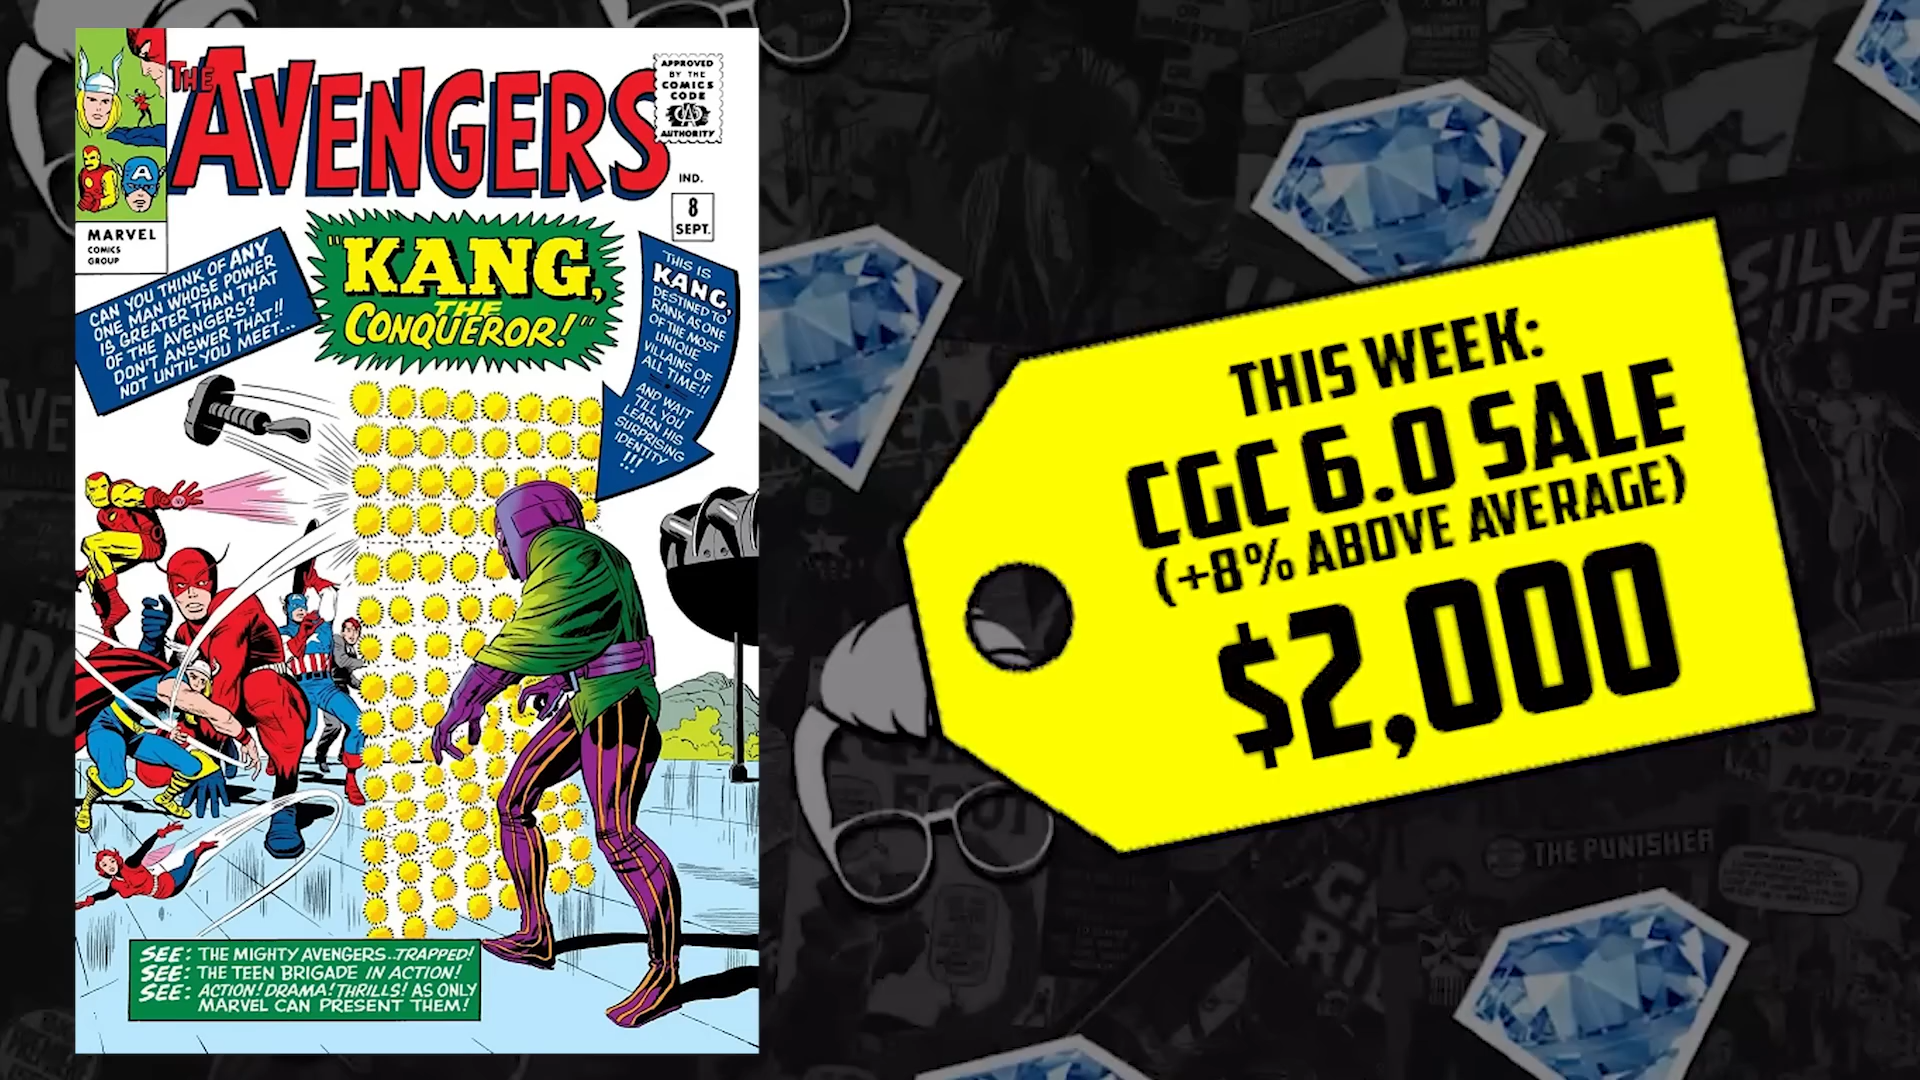 THE
AVENGERS
APPROVED
BY THE
COMICS
CODE
CA
AUTHORITY
IND.
8
SEPT.
MARVEL
COMICS
GROUP
A
CAN YOU THINK OF ANY
ONE MAN WHOSE POWER
IS GREATER THAN THAT
OF THE AVENGERS?
DON'T ANSWER THAT!!
NOT UNTIL YOU MEET...
"KANG,
THE
CONQUEROR!"
THIS IS
KANG,
DESTINED TO
RANK AS ONE
OF THE MOST
UNIQUE
VILLAINS OF
ALL TIME!!
AND WAIT
TILL YOU
LEARN HIS
SURPRISING
IDENTITY
!!!
SEE: THE MIGHTY AVENGERS..TRAPPED!
SEE: THE TEEN BRIGADE IN ACTION!
SEE: ACTION! DRAMA! THRILLS! AS ONLY
MARVEL CAN PRESENT THEM!
THIS WEEK:
CGC 6.0 SALE
(+8% ABOVE AVERAGE)
$2,000
SILVE
THE PUNISHER